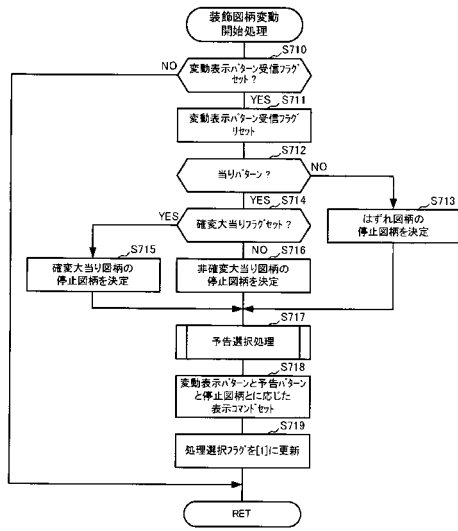 装飾図柄変動
開始処理
S710
NO
変動表示パターン受信フラグ
セット?
YES
S711
変動表示パターン受信フラグ
リセット
S712
当りパターン?
NO
YES
S713
はずれ図柄の
停止図柄を決定
S714
YES
確変大当りフラグセット?
NO
S715
確変大当り図柄の
停止図柄を決定
S716
非確変大当り図柄の
停止図柄を決定
S717
予告選択処理
S718
変動表示パターンと予告パターン
と停止図柄とに応じた
表示コマンドセット
S719
処理選択フラグを[1]に更新
RET